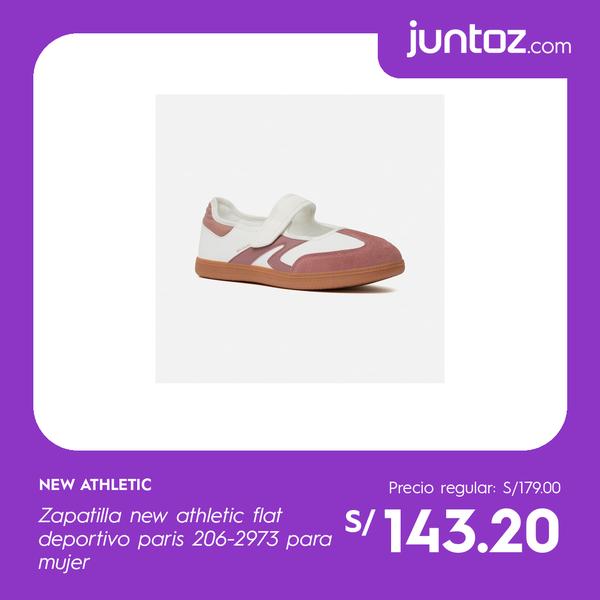 juntoz.com
NEW ATHLETIC
Zapatilla new athletic flat
deportivo paris 206-2973 para
mujer
Precio regular: S/179.00
S/143.20